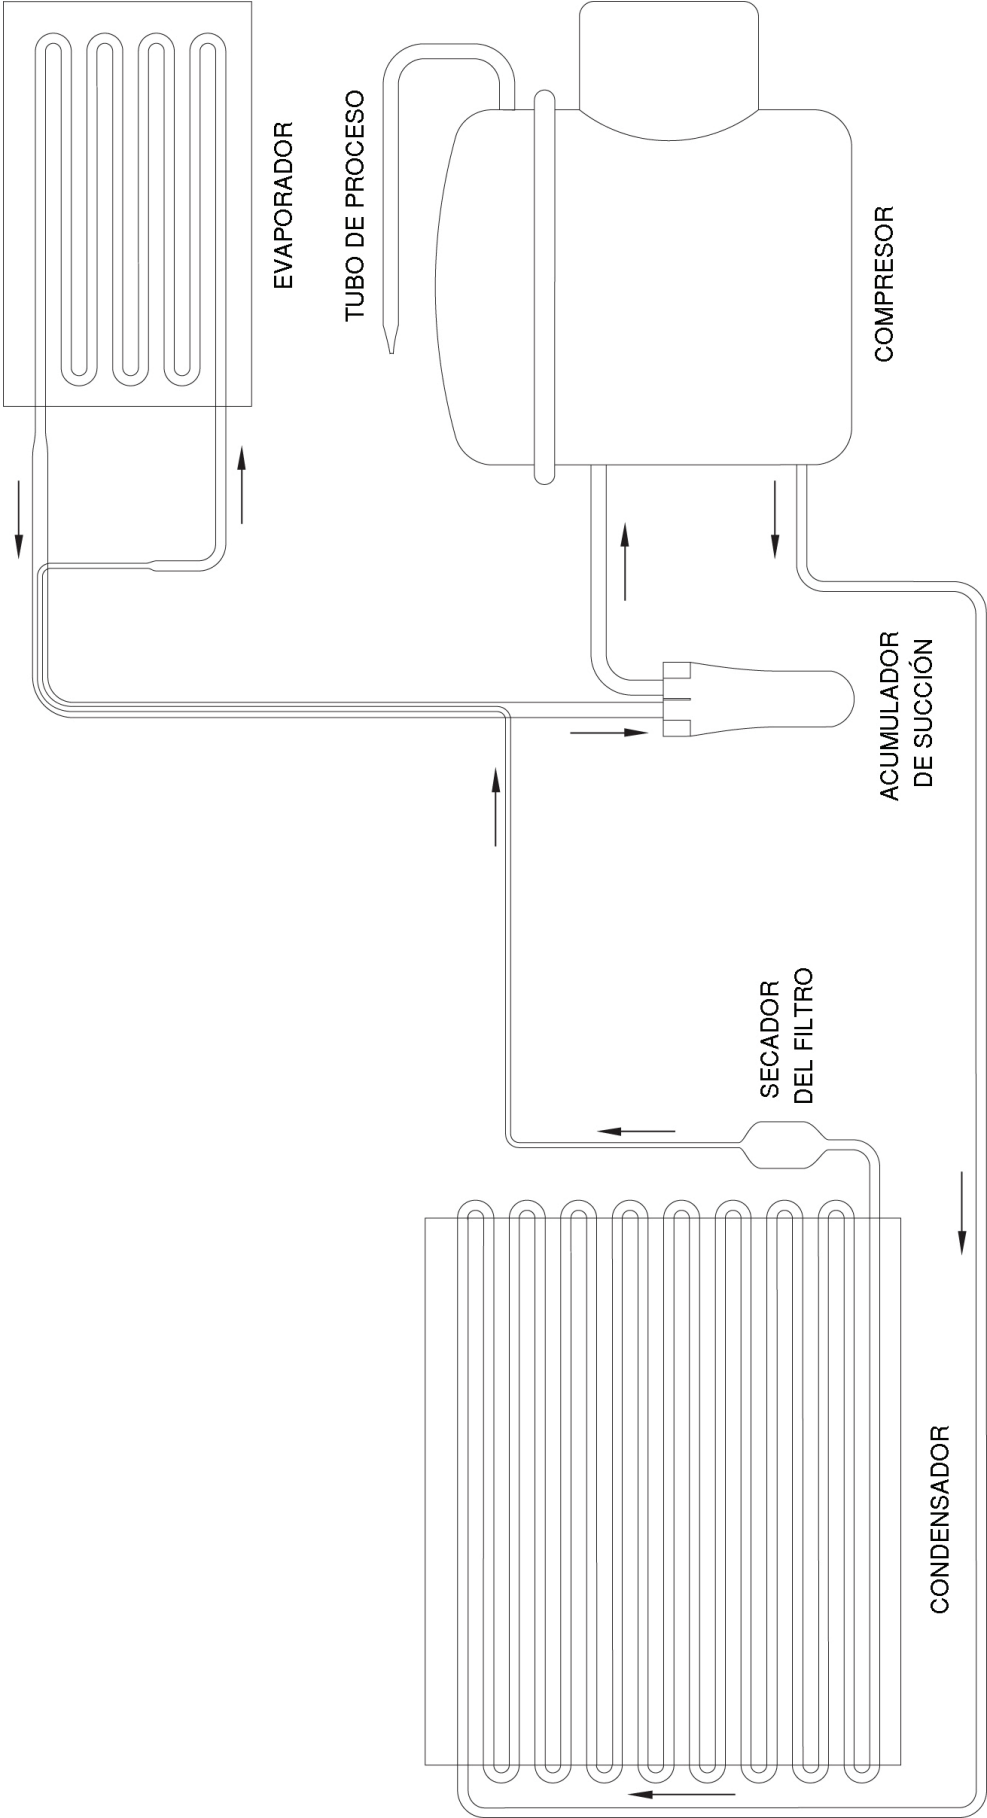 EVAPORADOR
TUBO DE PROCESO
COMPRESOR
ACUMULADOR
DE SUCCIÓN
SECADOR
DEL FILTRO
CONDENSADOR